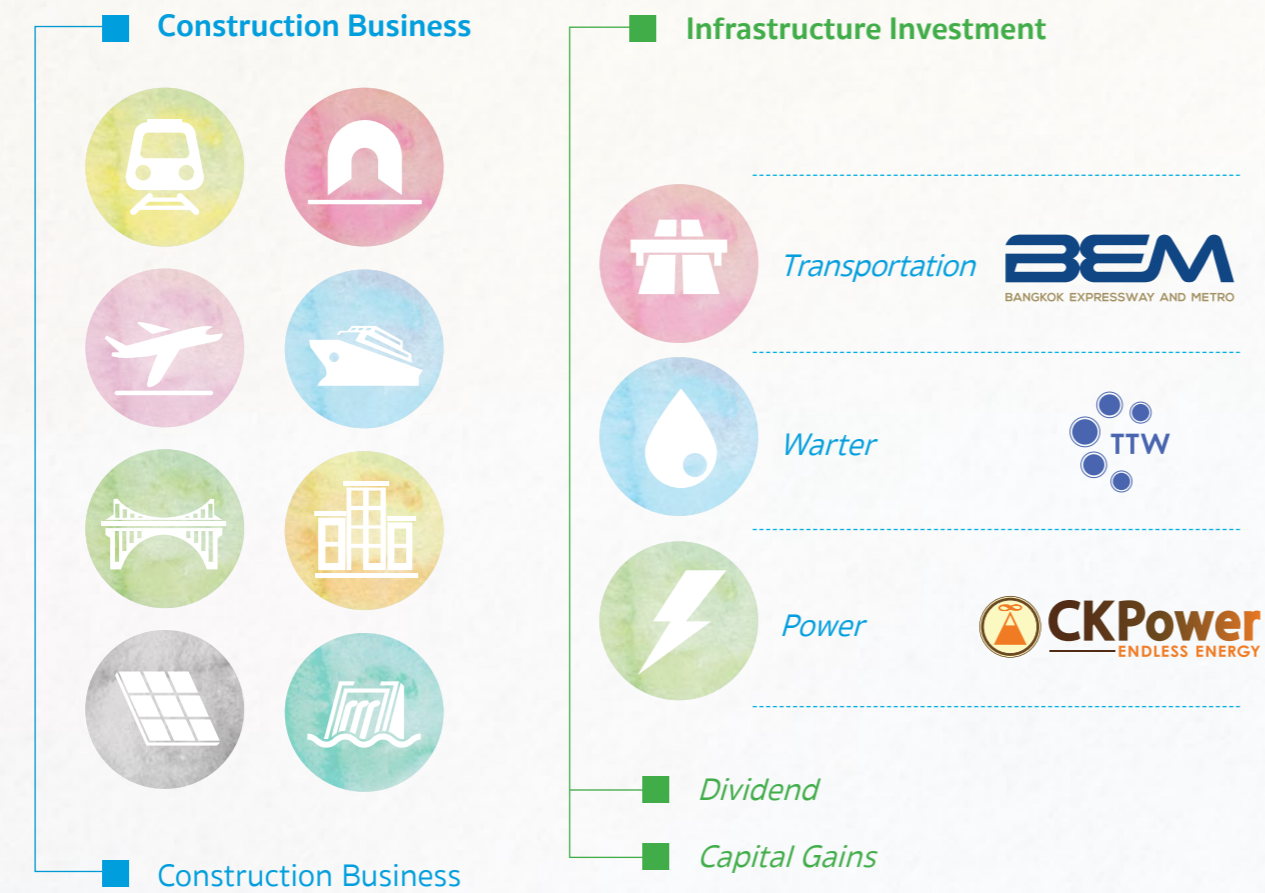 Construction Business
Infrastructure Investment
Transportation
BEM
BANGKOK EXPRESSWAY AND METRO
Warter
TTW
Power
CKPower
ENDLESS ENERGY
Dividend
Capital Gains
Construction Business